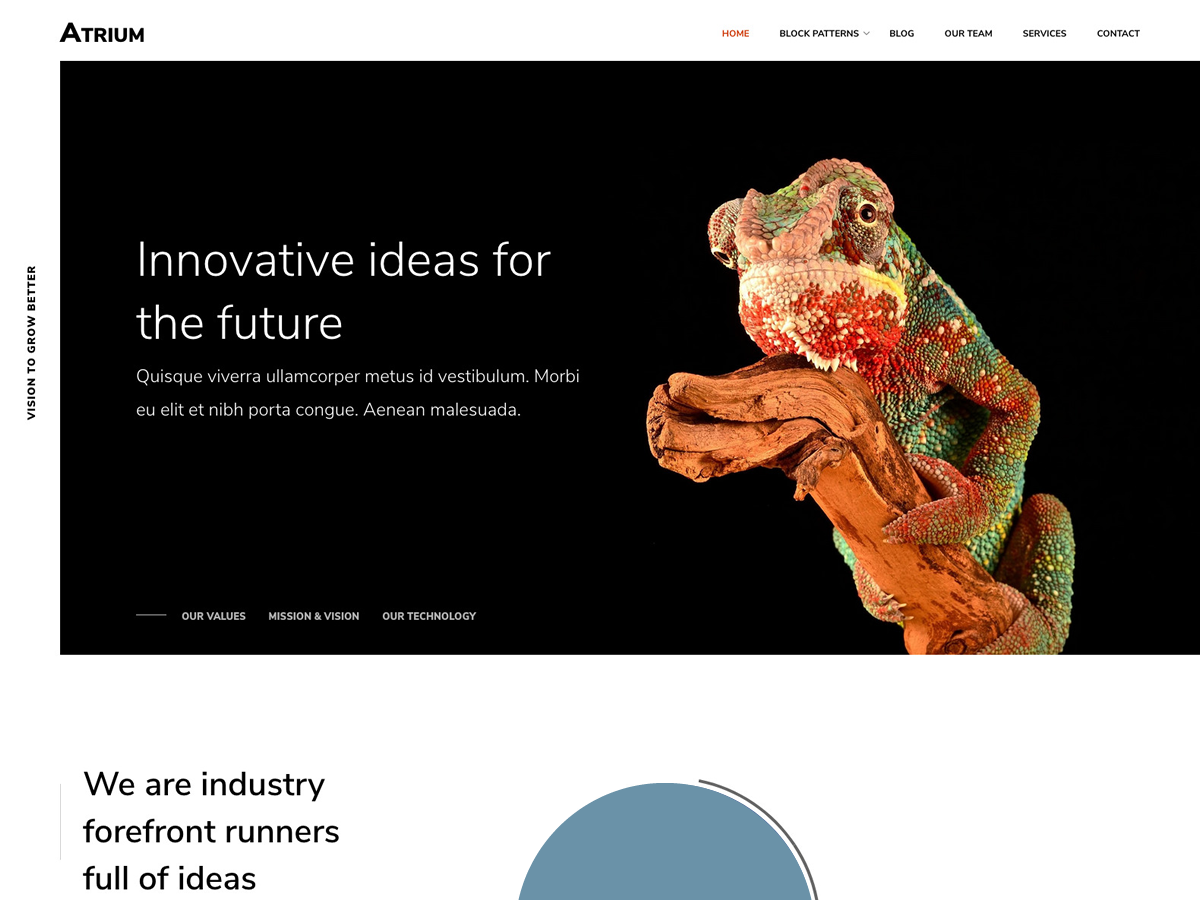 ATRIUM
HOME
BLOCK PATTERNS
BLOG
OUR TEAM
SERVICES
CONTACT
VISION TO GROW BETTER
Innovative ideas for
the future
Quisque viverra ullamcorper metus id vestibulum. Morbi
eu elit et nibh porta congue. Aenean malesuada.
OUR VALUES
MISSION & VISION
OUR TECHNOLOGY
We are industry
forefront runners
full of ideas